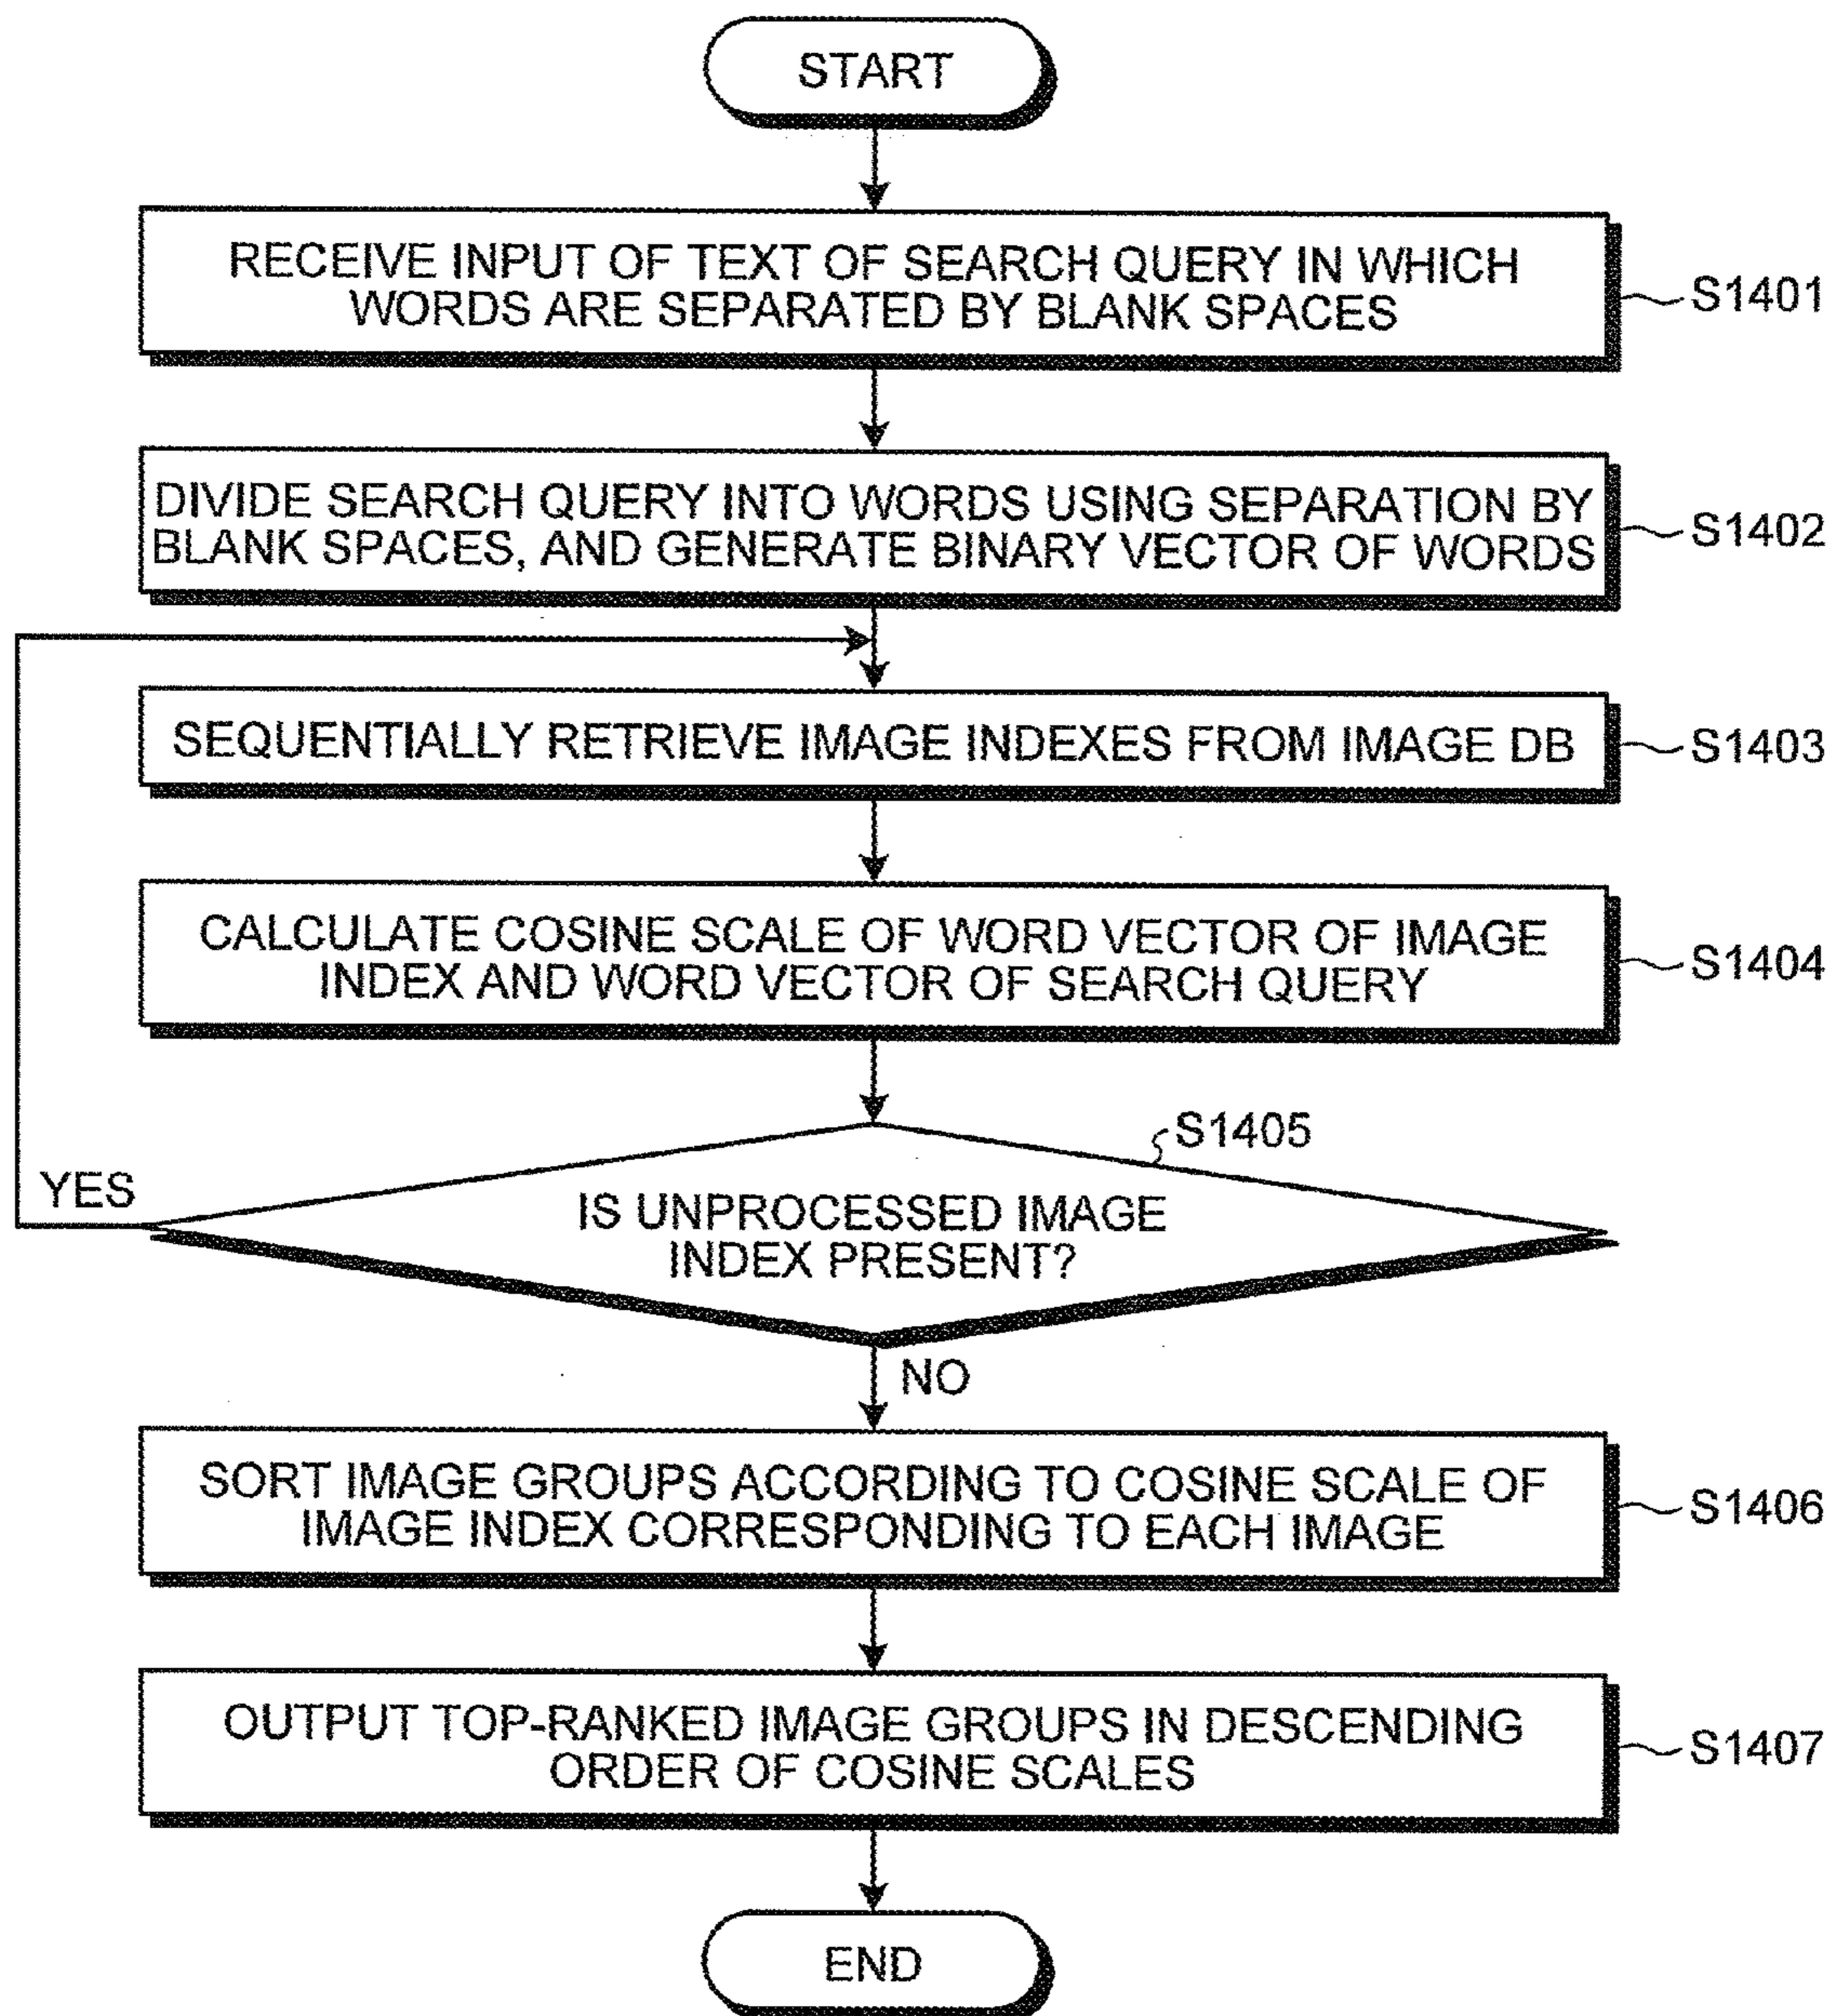 START
RECEIVE INPUT OF TEXT OF SEARCH QUERY IN WHICH
WORDS ARE SEPARATED BY BLANK SPACES
S1401
DIVIDE SEARCH QUERY INTO WORDS USING SEPARATION BY
BLANK SPACES, AND GENERATE BINARY VECTOR OF WORDS
S1402
SEQUENTIALLY RETRIEVE IMAGE INDEXES FROM IMAGE DB
S1403
CALCULATE COSINE SCALE OF WORD VECTOR OF IMAGE
INDEX AND WORD VECTOR OF SEARCH QUERY
S1404
S1405
YES
IS UNPROCESSED IMAGE
INDEX PRESENT?
NO
SORT IMAGE GROUPS ACCORDING TO COSINE SCALE OF
IMAGE INDEX CORRESPONDING TO EACH IMAGE
S1406
OUTPUT TOP-RANKED IMAGE GROUPS IN DESCENDING
ORDER OF COSINE SCALES
S1407
END